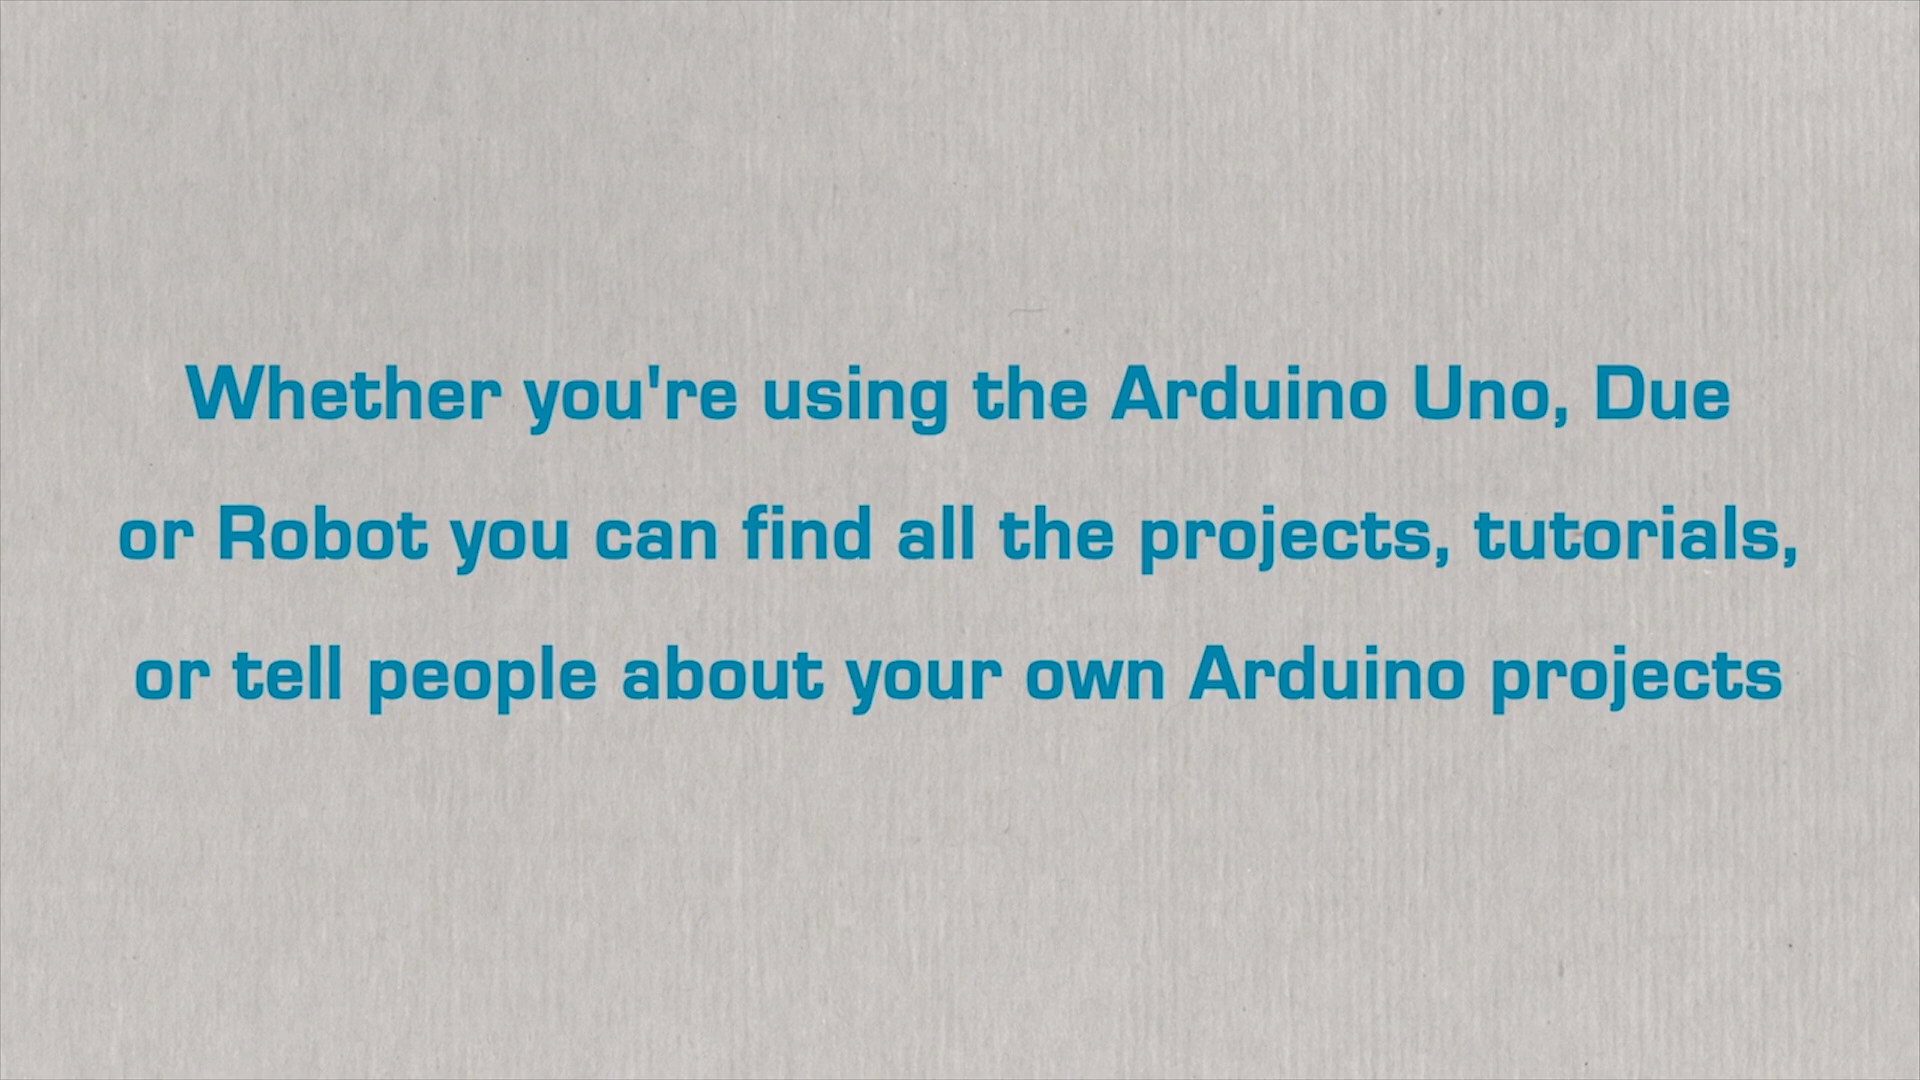 Whether you're using the Arduino Uno, Due
or Robot you can find all the projects, tutorials,
or tell people about your own Arduino projects